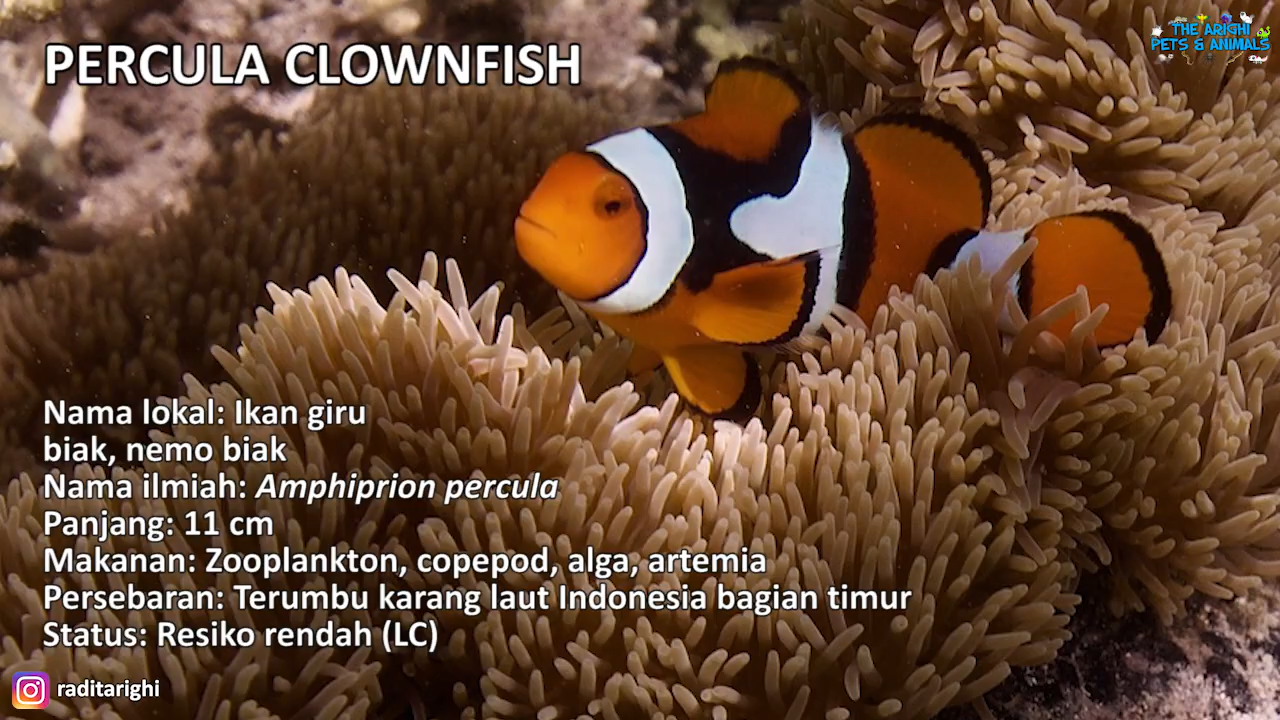 PERCULA CLOWNFISH
THE ARIGHI
PETS & ANIMALS
Nama lokal: Ikan giru
biak, nemo biak
Nama ilmiah: Amphiprion percula
Panjang: 11 cm
Makanan: Zooplankton, copepod, alga, artemia
Persebaran: Terumbu karang laut Indonesia bagian timur
Status: Resiko rendah (LC)
raditarighi